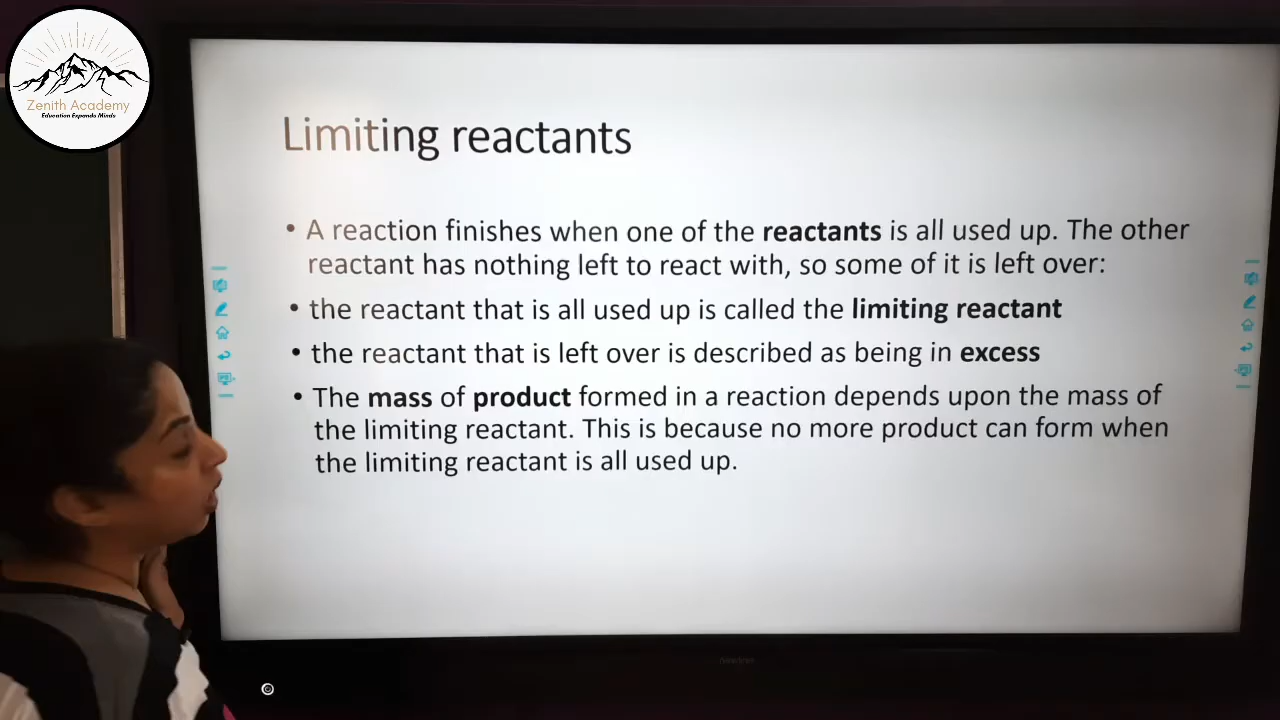 Zenith Academy
Education Expands Minds
Limiting reactants
• A reaction finishes when one of the reactants is all used up. The other
reactant has nothing left to react with, so some of it is left over:
• the reactant that is all used up is called the limiting reactant
• the reactant that is left over is described as being in excess
• The mass of product formed in a reaction depends upon the mass of
the limiting reactant. This is because no more product can form when
the limiting reactant is all used up.